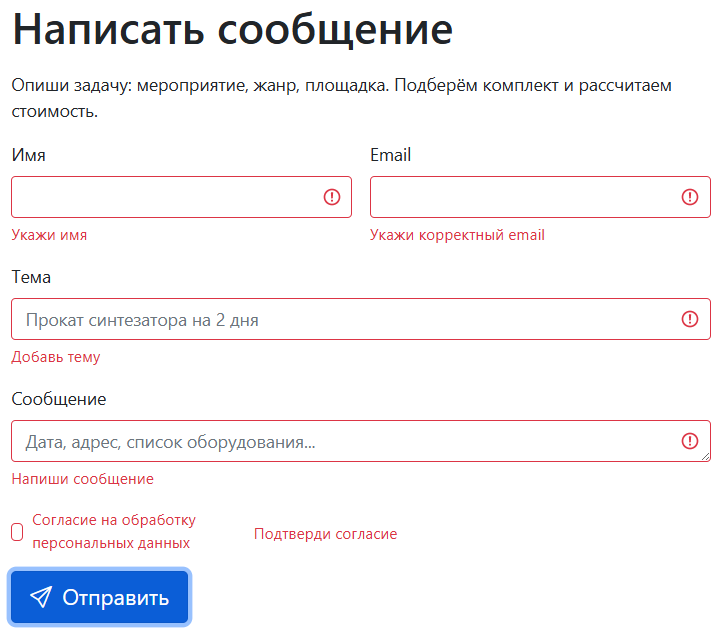 Написать сообщение
Опиши задачу: мероприятие, жанр, площадка. Подберём комплект и рассчитаем
стоимость.
Имя
Email
Укажи имя
Укажи корректный email
Тема
Прокат синтезатора на 2 дня
Добавь тему
Сообщение
Дата, адрес, список оборудования...
Напиши сообщение
Согласие на обработку
персональных данных
Подтверди согласие
Отправить